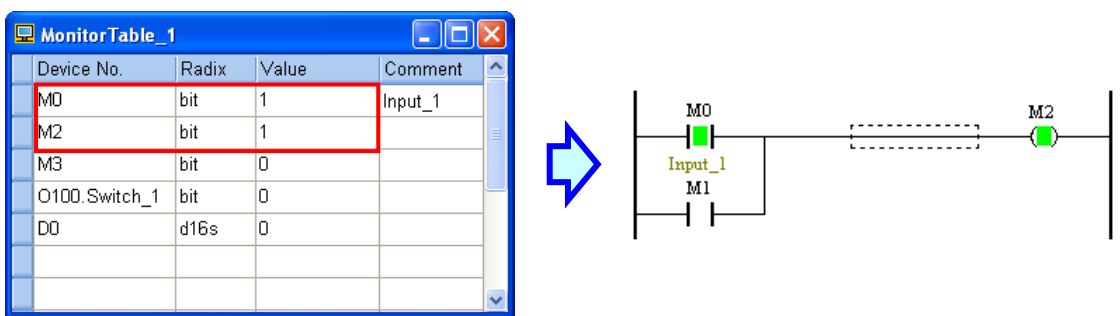 MonitorTable_1
Device No. Radix Value Comment
M0 bit 1 Input_1
M2 bit 1
M3 bit 0
O100.Switch_1 bit 0
D0 d16s 0
M0 M2
Input_1
M1